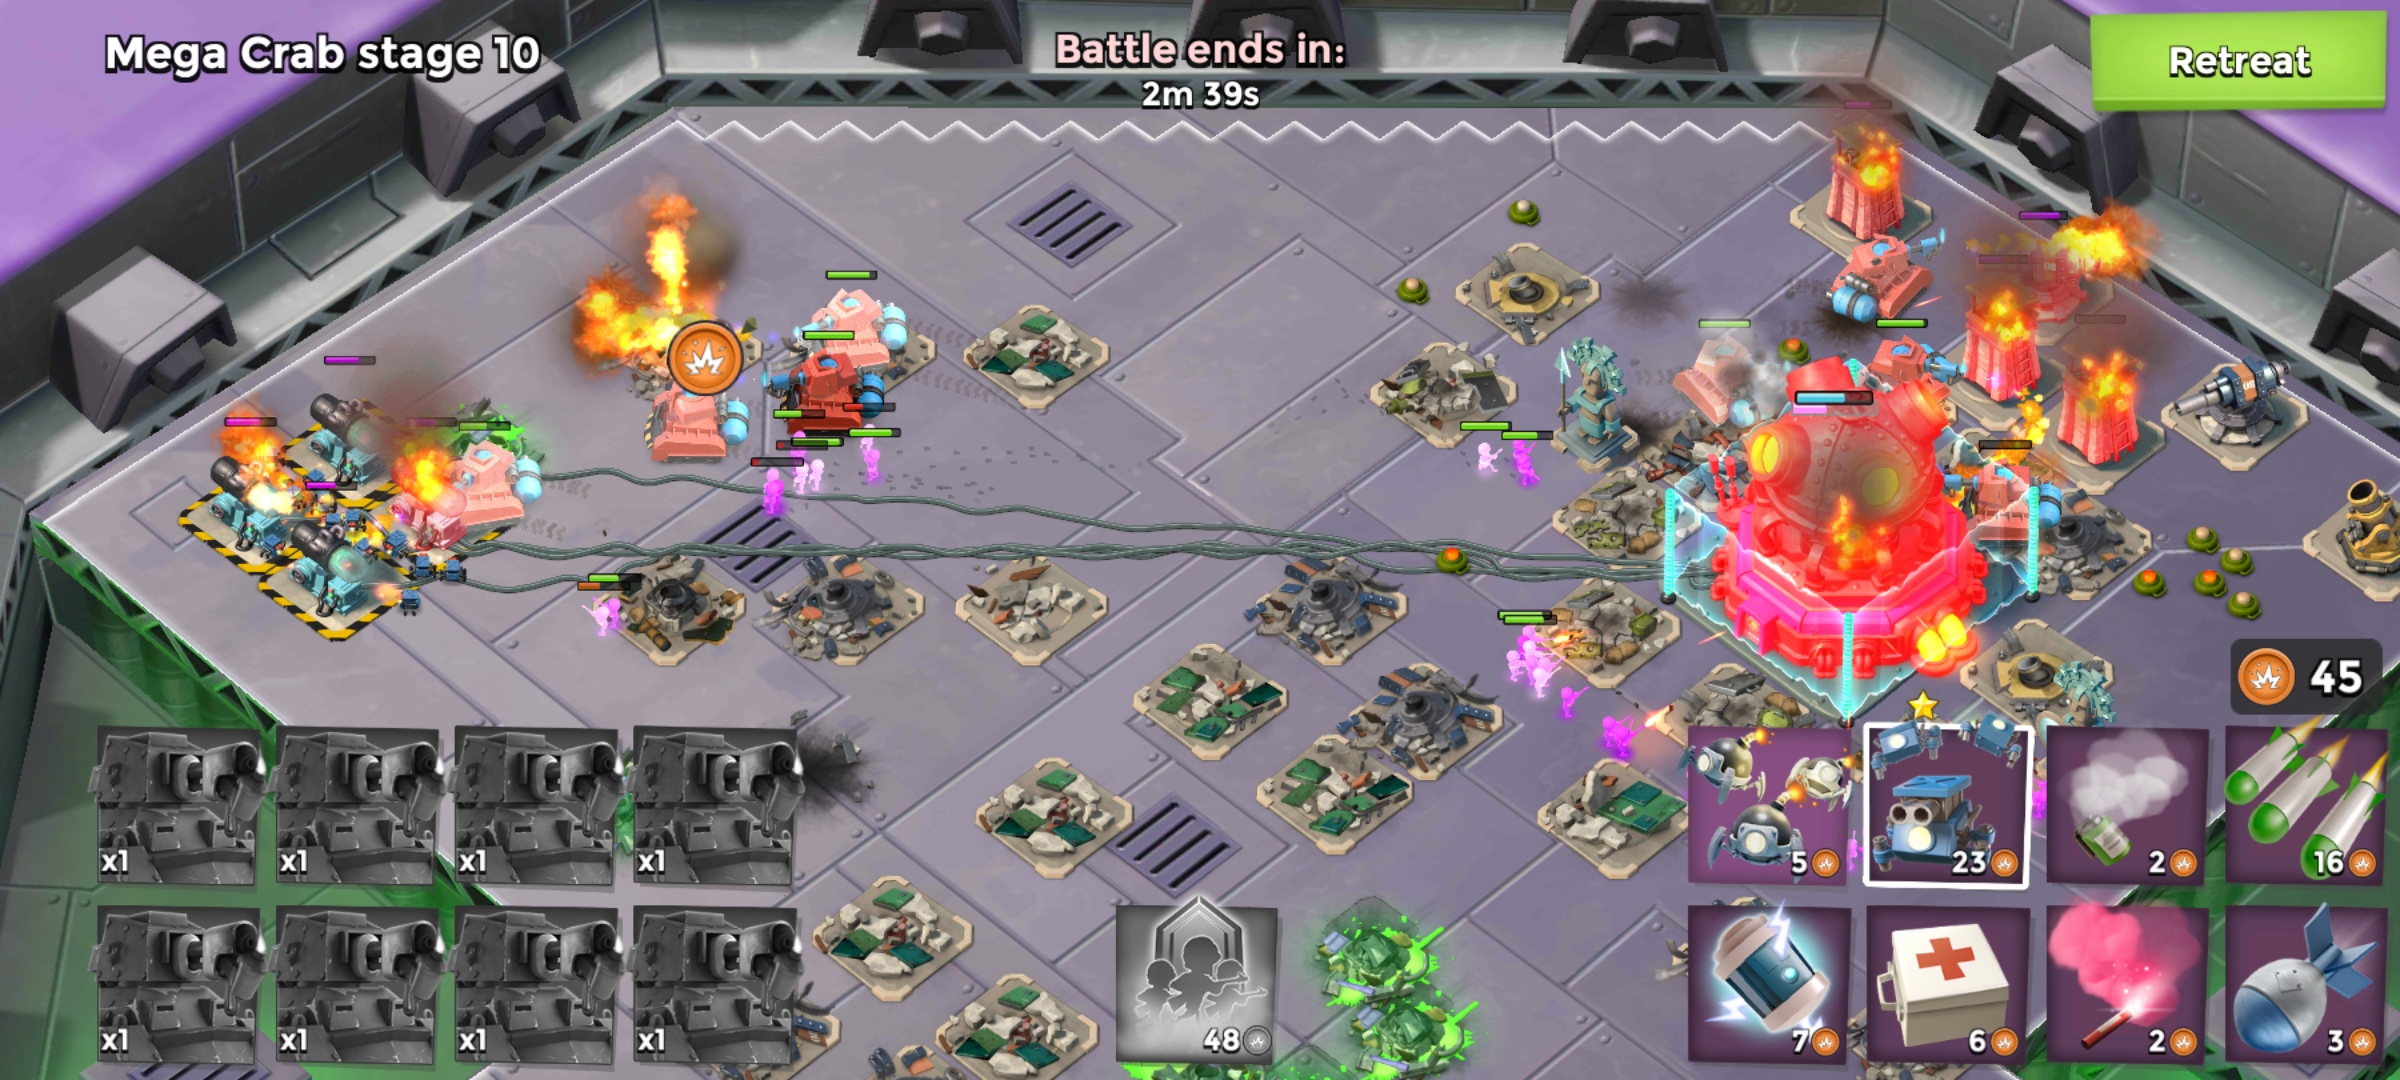 Mega Crab stage 10
Battle ends in:
2m 39s
Retreat
45
x1
x1
x1
x1
5
23
2
16
x1
x1
x1
x1
48
7
6
2
3